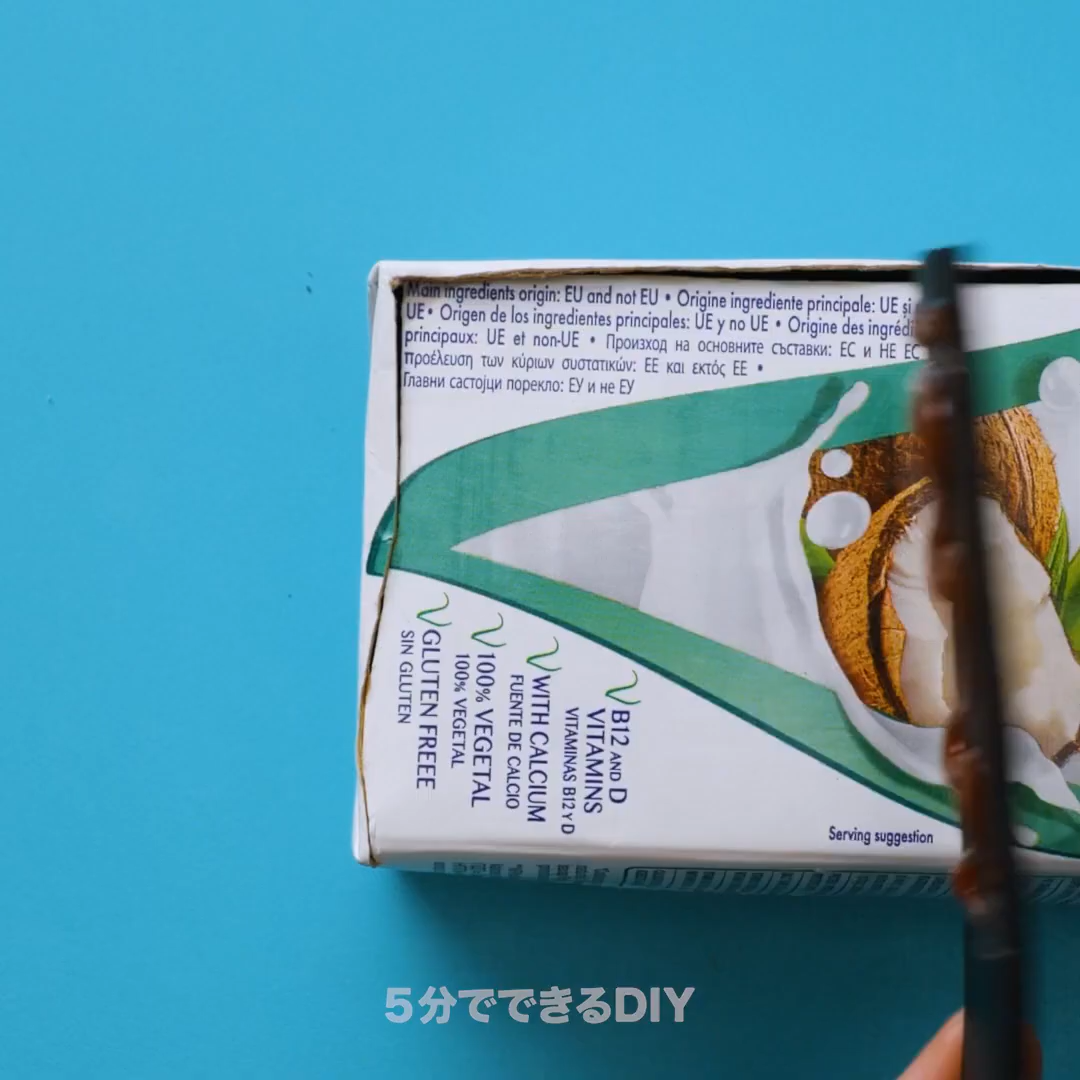 Main ingredients origin: EU and not EU • Origine ingrediente principale: UE și
UE • Origen de los ingredientes principales: UE y no UE • Origine des ingrédi
principaux: UE et non-UE • Произход на основните съставки: ЕС и НЕ ЕС
προέλευση των κύριων συστατικών: ΕΕ και εκτός ΕΕ •
Главни састојци порекло: ЕУ и не ЕУ
GLUTEN FREEE
SIN GLUTEN
100% VEGETAL
100% VEGETAL
WITH CALCIUM
FUENTE DE CALCIO
B12 AND D
VITAMINS
VITAMINAS B12 Y D
Serving suggestion
5分でできるDIY